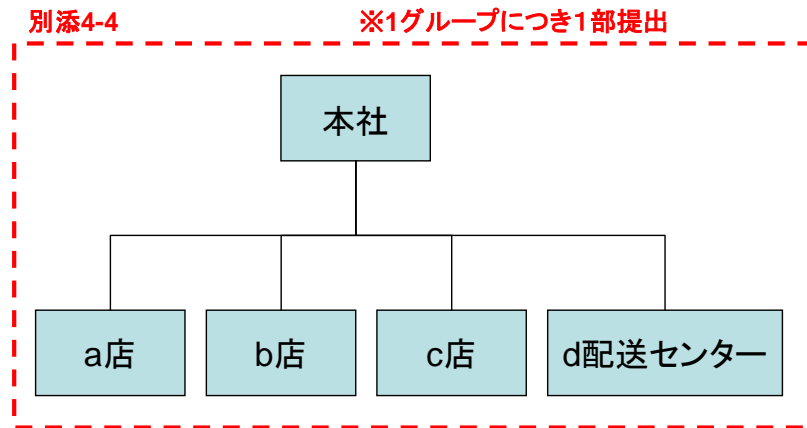 別添4-4
※1グループにつき１部提出
本社
a店
b店
c店
d配送センター